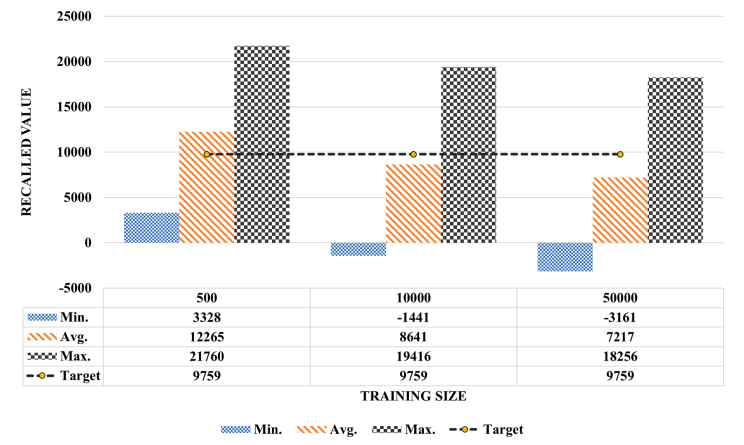 25000
20000
15000
10000
5000
0
-5000
RECALLED VALUE
500 10000 50000
Min. 3328 -1441 -3161
Avg. 12265 8641 7217
Max. 21760 19416 18256
Target 9759 9759 9759
TRAINING SIZE
Min. Avg. Max. Target